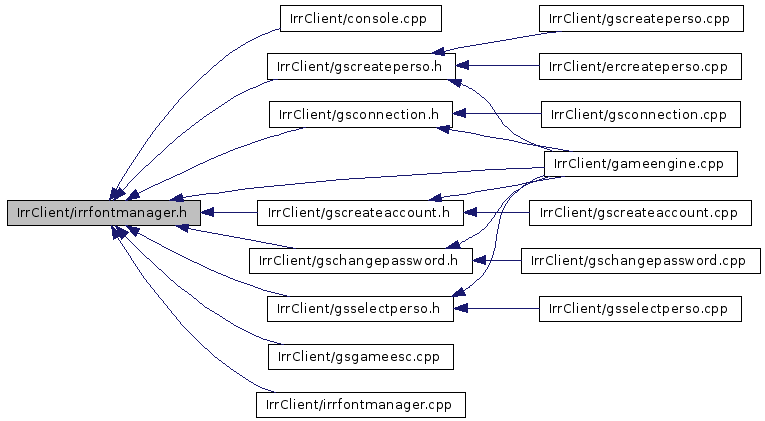 IrrClient/console.cpp
IrrClient/gscreateperso.cpp
IrrClient/gscreateperso.h
IrrClient/ercreateperso.cpp
IrrClient/gsconnection.h
IrrClient/gsconnection.cpp
IrrClient/gameengine.cpp
IrrClient/irrfontmanager.h
IrrClient/gscreateaccount.h
IrrClient/gscreateaccount.cpp
IrrClient/gschangepassword.h
IrrClient/gschangepassword.cpp
IrrClient/gsselectperso.h
IrrClient/gsselectperso.cpp
IrrClient/gsgameesc.cpp
IrrClient/irrfontmanager.cpp